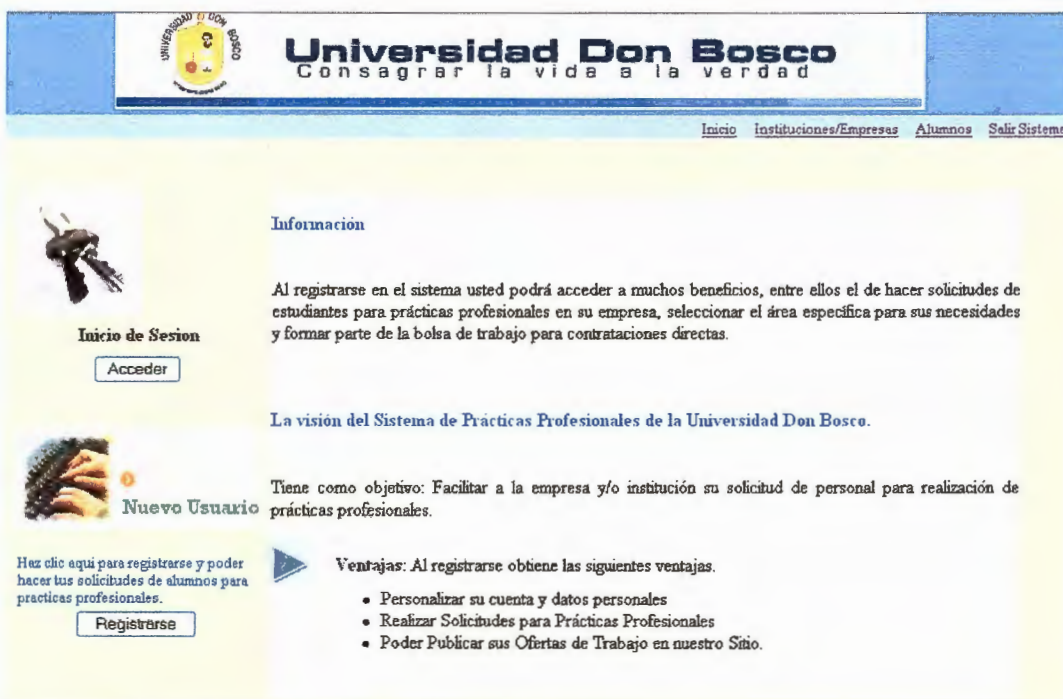 UNIVERSIDAD DON BOSCO
Universidad Don Bosco
Consagrar la vida a la verdad
Inicio Instituciones/Empresas Alumnos Salir Sistema
Información
Al registrarse en el sistema usted podrá acceder a muchos beneficios, entre ellos el de hacer solicitudes de
estudiantes para prácticas profesionales en su empresa, seleccionar el área específica para sus necesidades
y formar parte de la bolsa de trabajo para contrataciones directas.
Inicio de Sesion
Acceder
La visión del Sistema de Prácticas Profesionales de la Universidad Don Bosco.
Tiene como objetivo: Facilitar a la empresa y/o institución su solicitud de personal para realización de
prácticas profesionales.
Nuevo Usuario
Haz clic aqui para registrarse y poder
hacer tus solicitudes de alumnos para
practicas profesionales.
Registrarse
Ventajas: Al registrarse obtiene las siguientes ventajas.
• Personalizar su cuenta y datos personales
• Realizar Solicitudes para Prácticas Profesionales
• Poder Publicar sus Ofertas de Trabajo en nuestro Sitio.